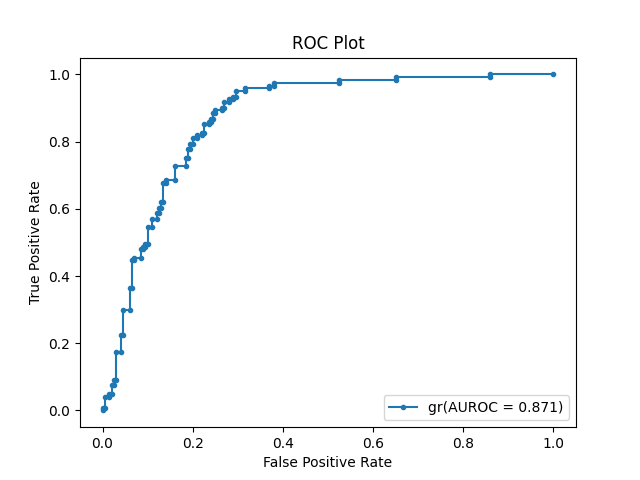 ROC Plot
1.0
0.8
0.6
0.4
0.2
0.0
True Positive Rate
gr(AUROC = 0.871)
0.0 0.2 0.4 0.6 0.8 1.0
False Positive Rate